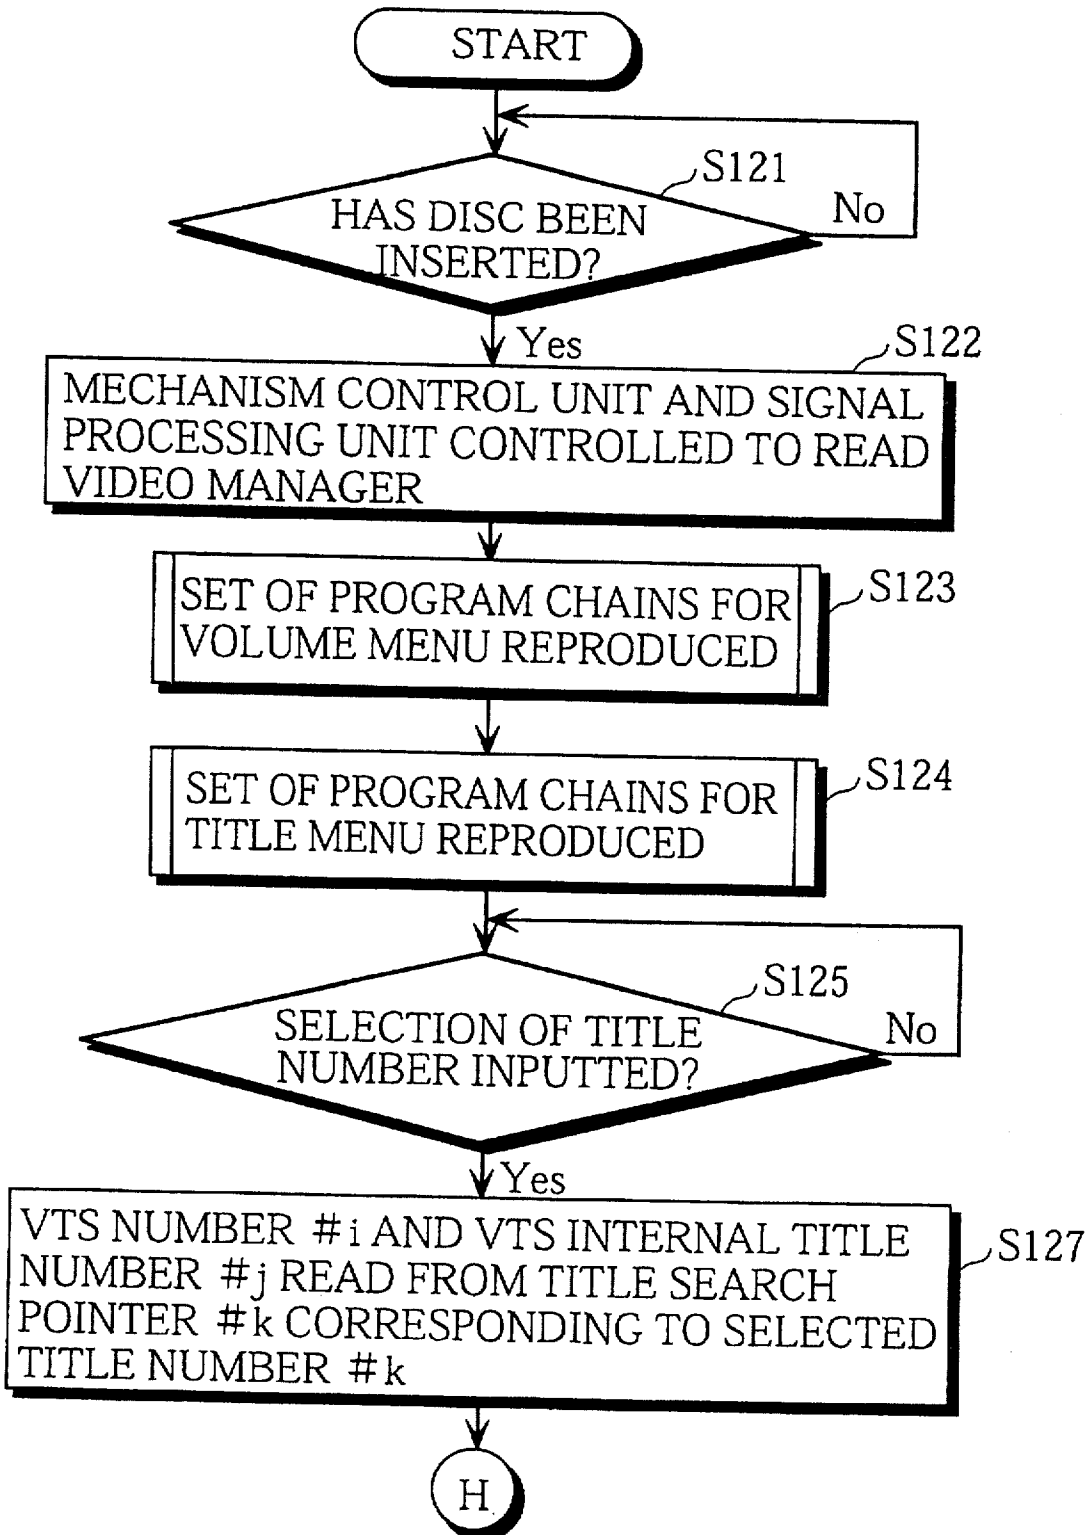 START
S121
HAS DISC BEEN
INSERTED?
No
Yes
S122
MECHANISM CONTROL UNIT AND SIGNAL
PROCESSING UNIT CONTROLLED TO READ
VIDEO MANAGER
S123
SET OF PROGRAM CHAINS FOR
VOLUME MENU REPRODUCED
S124
SET OF PROGRAM CHAINS FOR
TITLE MENU REPRODUCED
S125
SELECTION OF TITLE
NUMBER INPUTTED?
No
Yes
S127
VTS NUMBER #i AND VTS INTERNAL TITLE
NUMBER #j READ FROM TITLE SEARCH
POINTER #k CORRESPONDING TO SELECTED
TITLE NUMBER #k
H